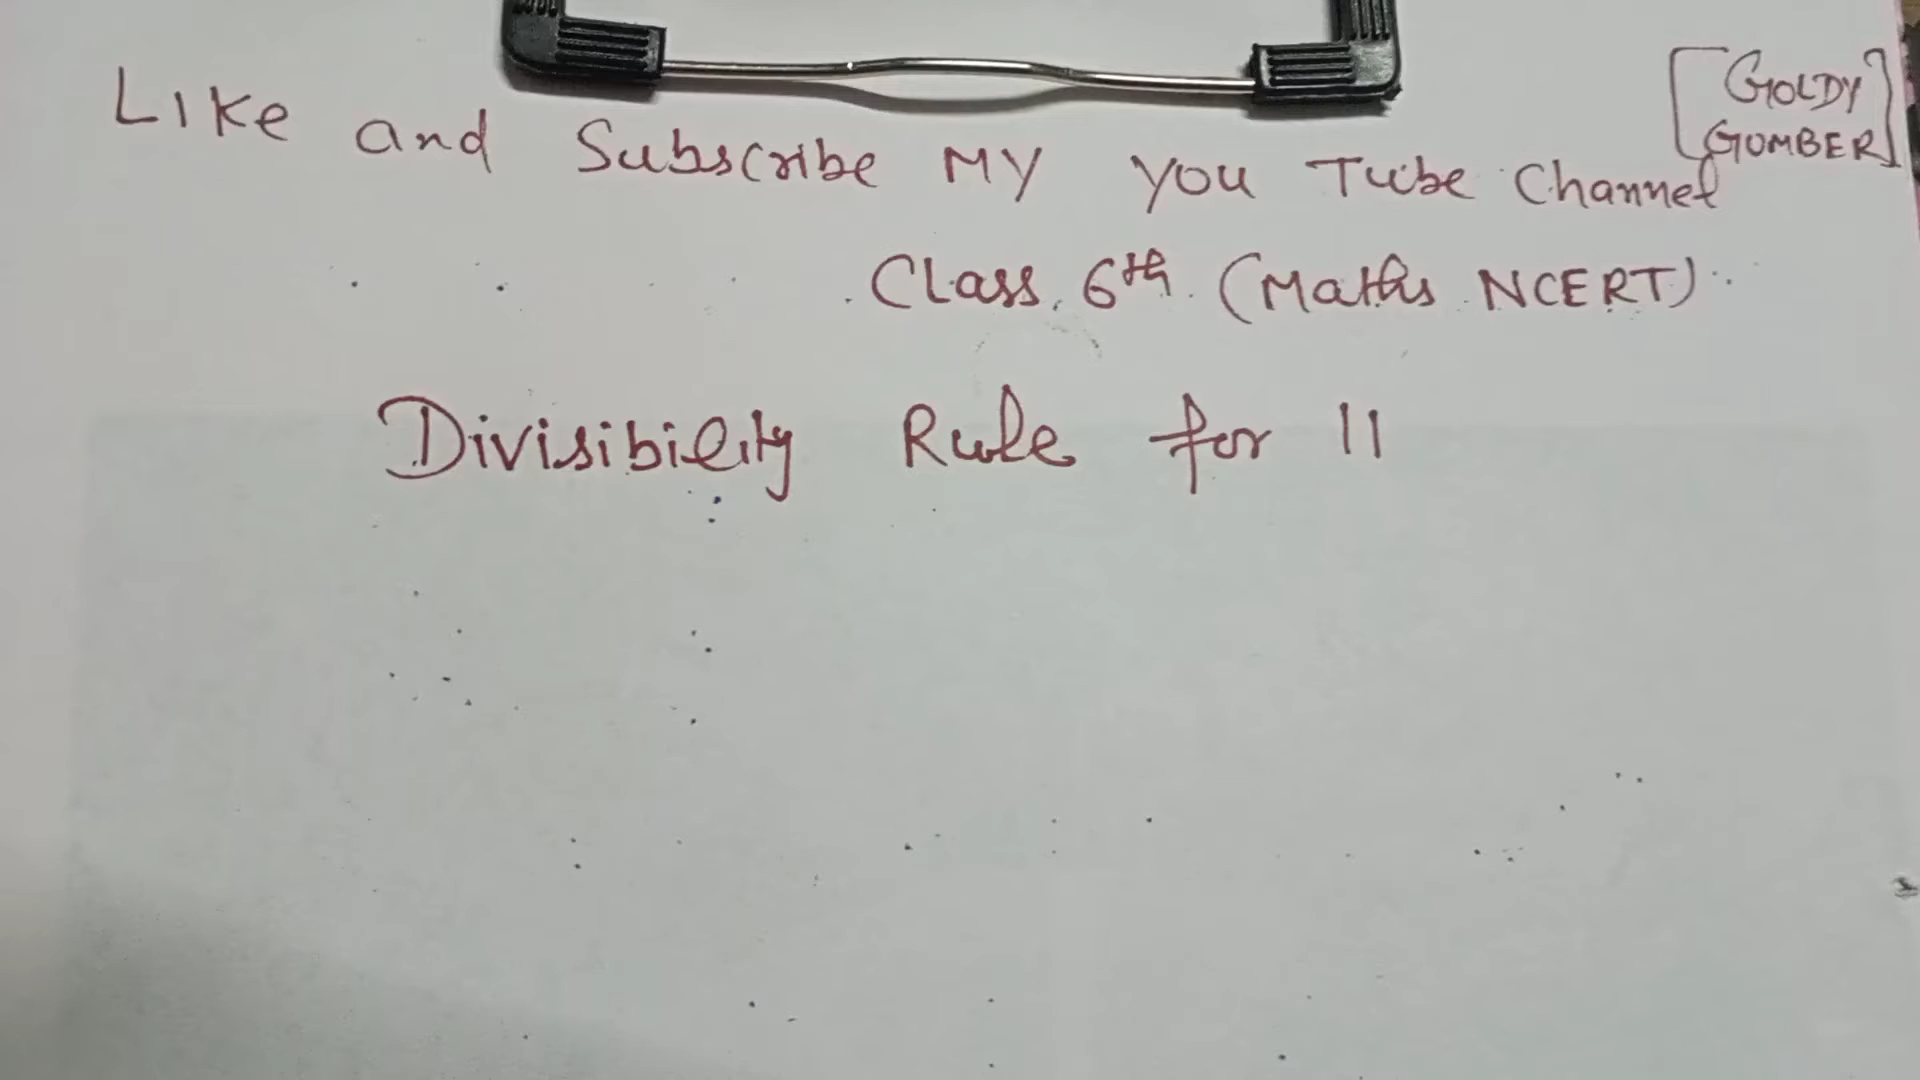 Like and Subscribe My You Tube Channel
[GOLDY
GUMBER]
Class 6th (Maths NCERT)
Divisibility Rule for 11